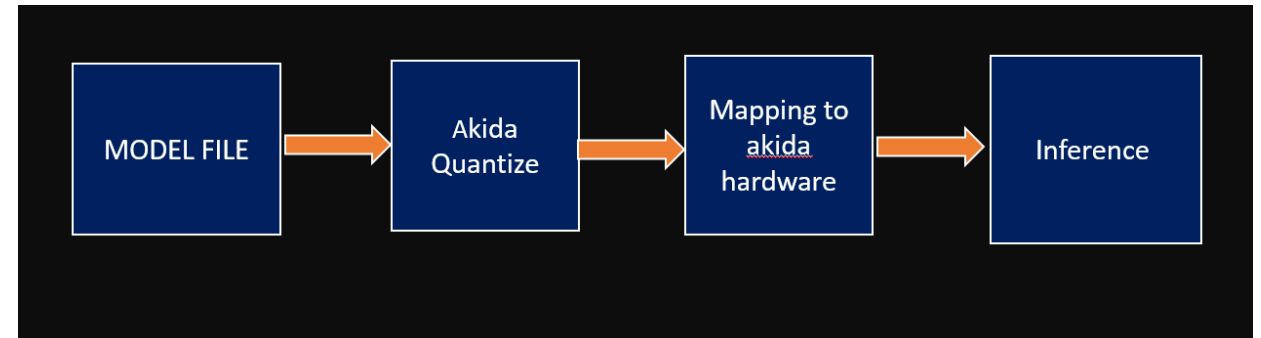 MODEL FILE
Akida
Quantize
Mapping to
akida
hardware
Inference